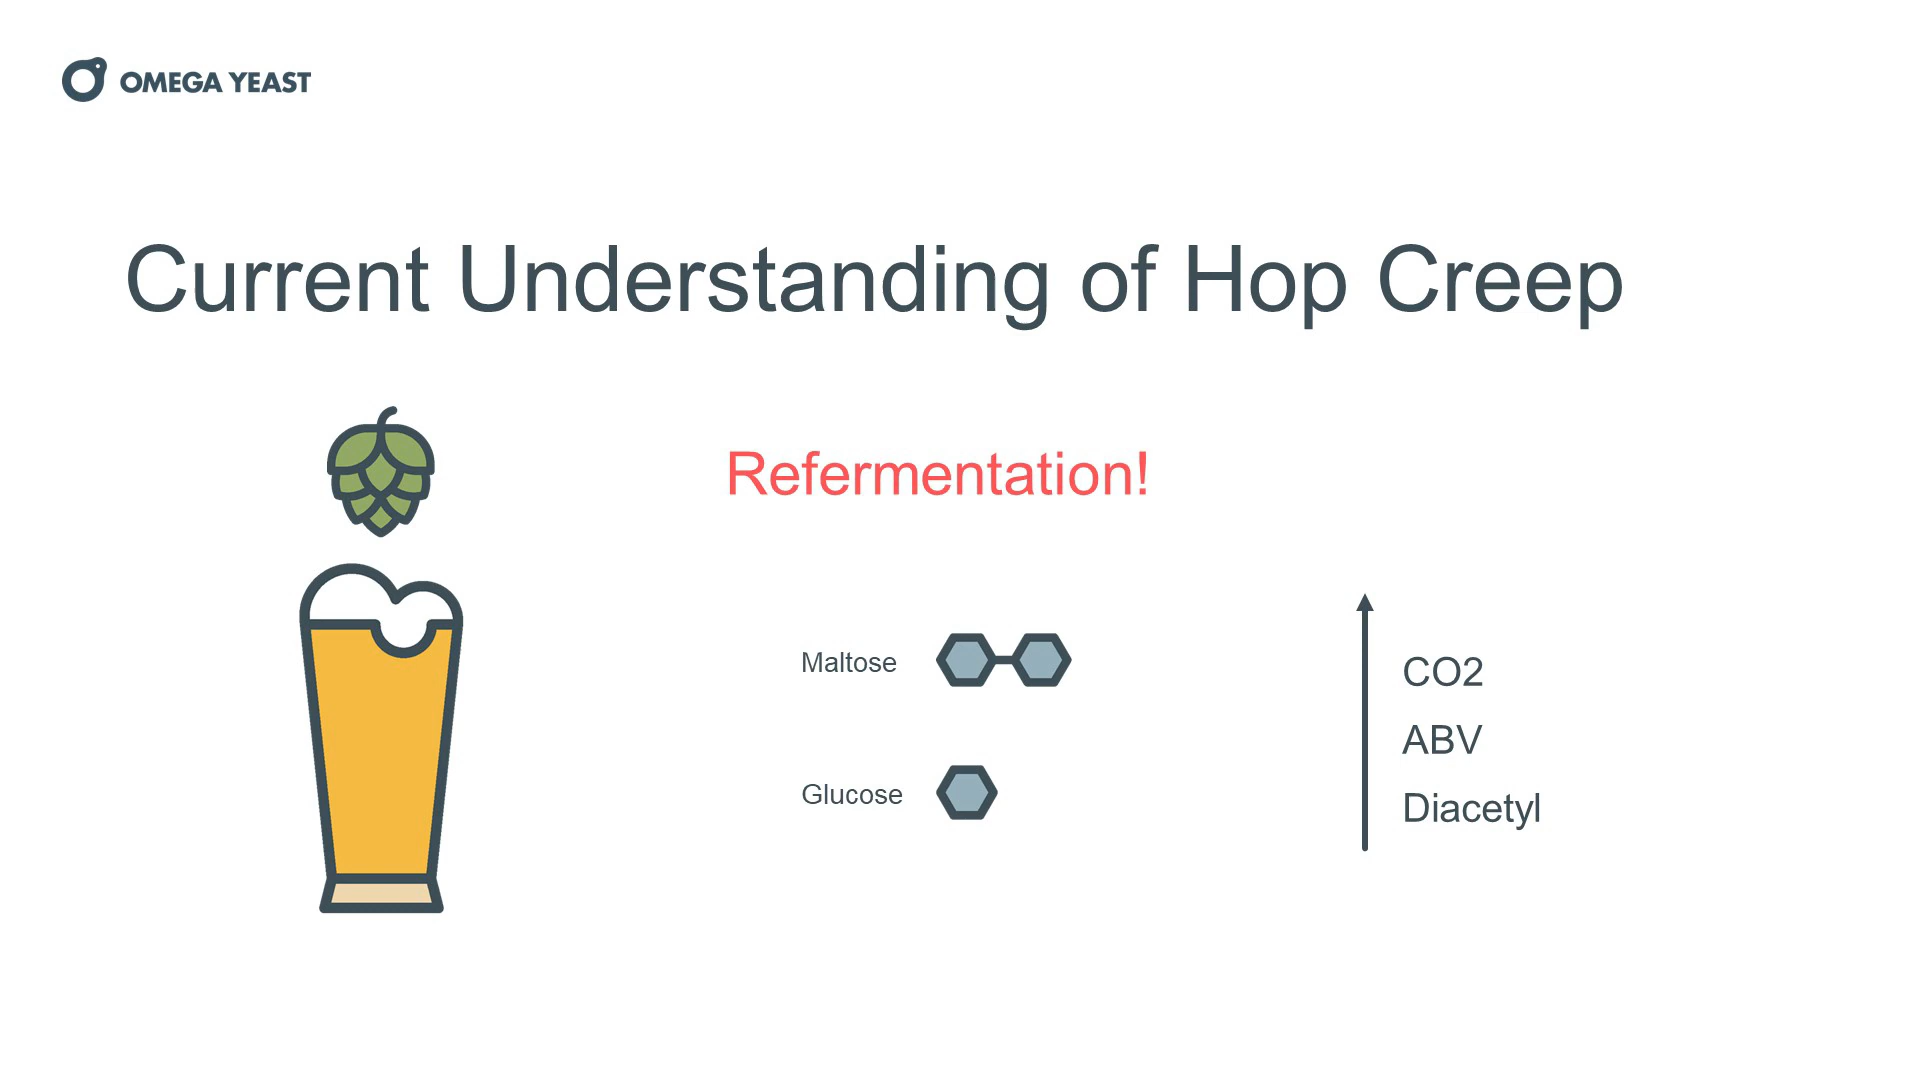 OMEGA YEAST
Current Understanding of Hop Creep
Refermentation!
Maltose
Glucose
CO2
ABV
Diacetyl